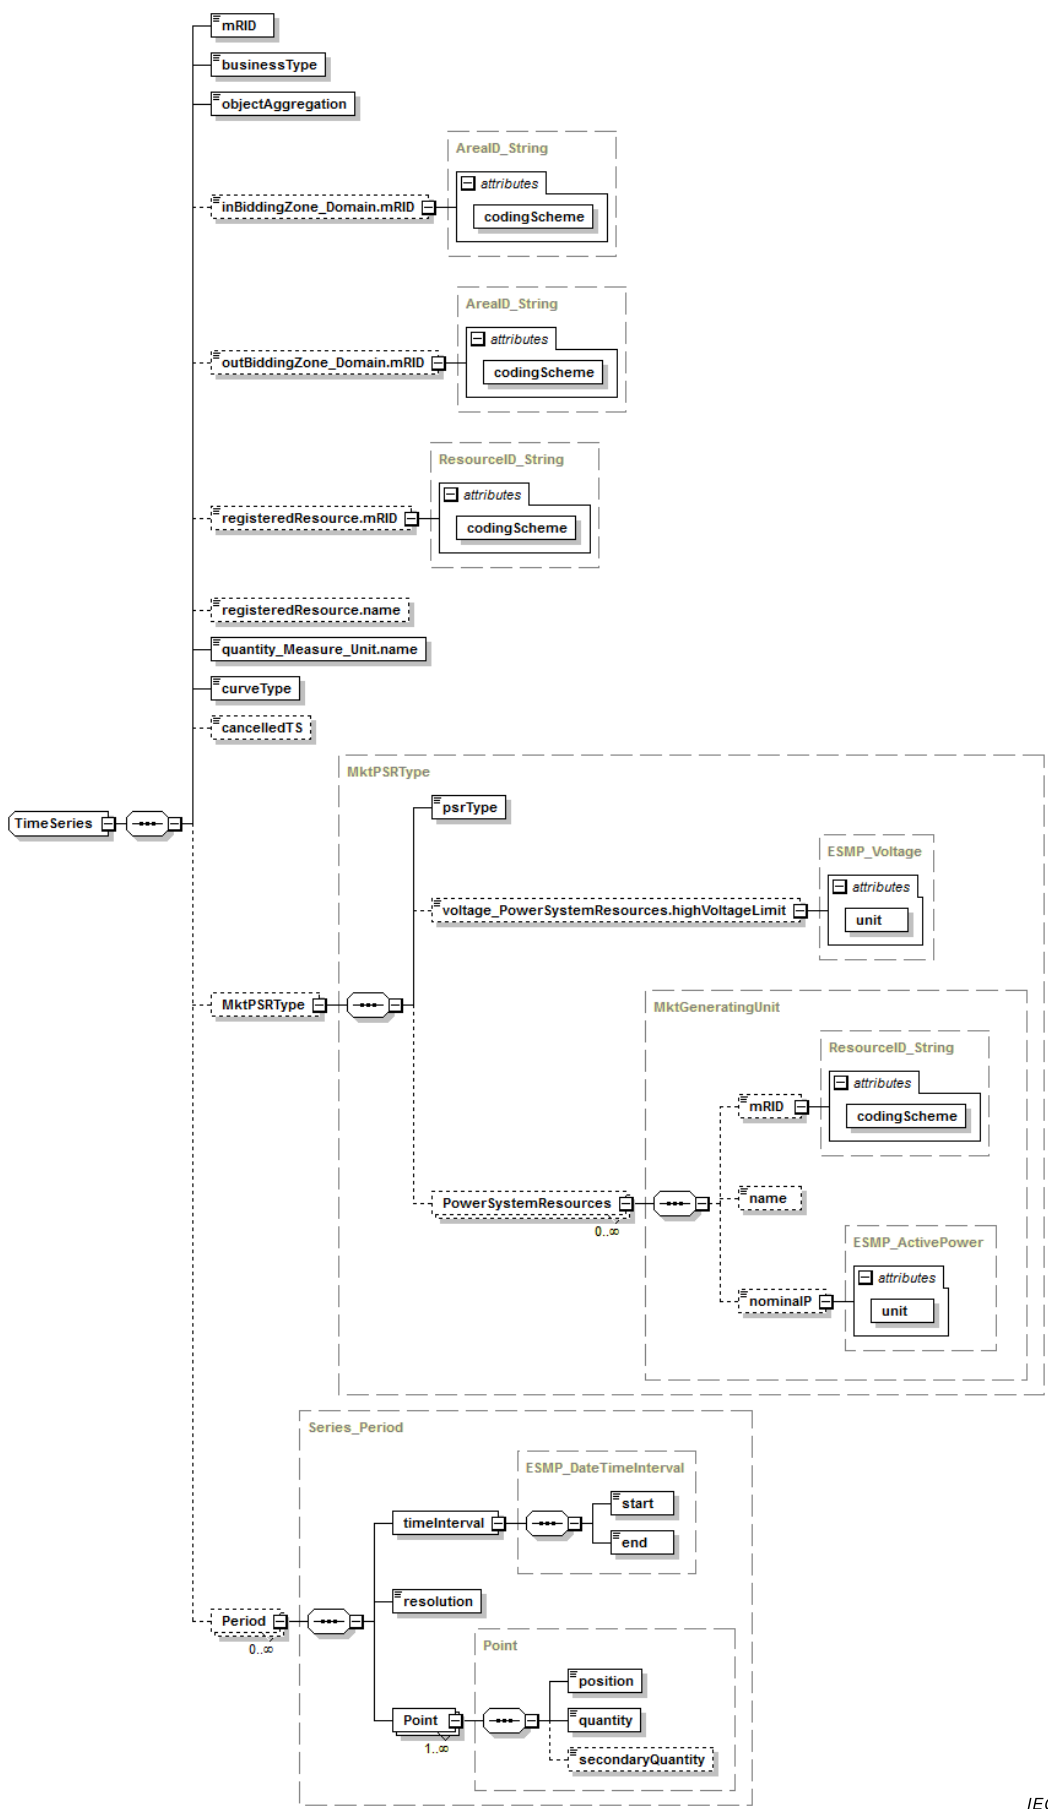 mRID
businessType
objectAggregation
AreaID_String
attributes
inBiddingZone_Domain.mRID
codingScheme
AreaID_String
attributes
outBiddingZone_Domain.mRID
codingScheme
ResourceID_String
attributes
registeredResource.mRID
codingScheme
registeredResource.name
quantity_Measure_Unit.name
curveType
cancelledTS
MktPSRType
psrType
TimeSeries
ESMP_Voltage
attributes
voltage_PowerSystemResources.highVoltageLimit
unit
MktPSRType
MktGeneratingUnit
ResourceID_String
attributes
mRID
codingScheme
name
PowerSystemResources
0..∞
ESMP_ActivePower
attributes
nominalP
unit
Series_Period
ESMP_DateTimeInterval
start
timeInterval
end
resolution
Period
0..∞
Point
position
Point
quantity
1..∞
secondaryQuantity
IEC